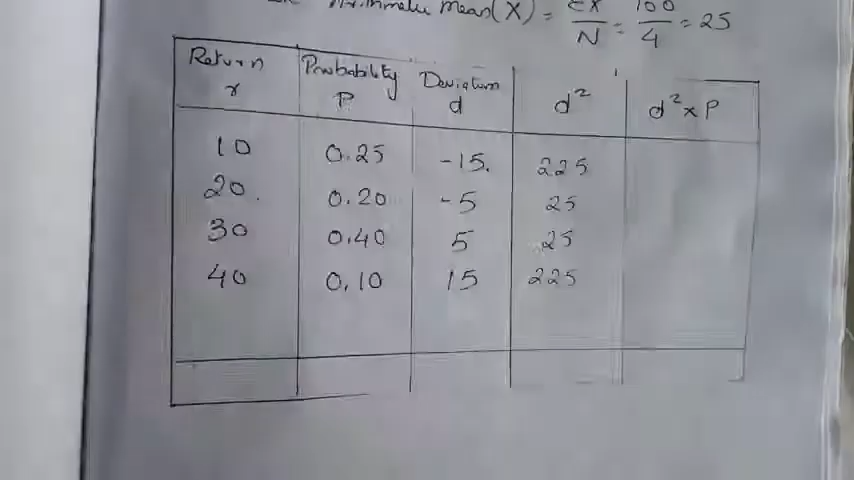 Arithmetic Mean (X) = ΣX/N = 100/4 = 25
Return r Probability P Deviation d d² d² x P
10 0.25 -15. 225
20. 0.20 -5 25
30 0.40 5 25
40 0.10 15 225